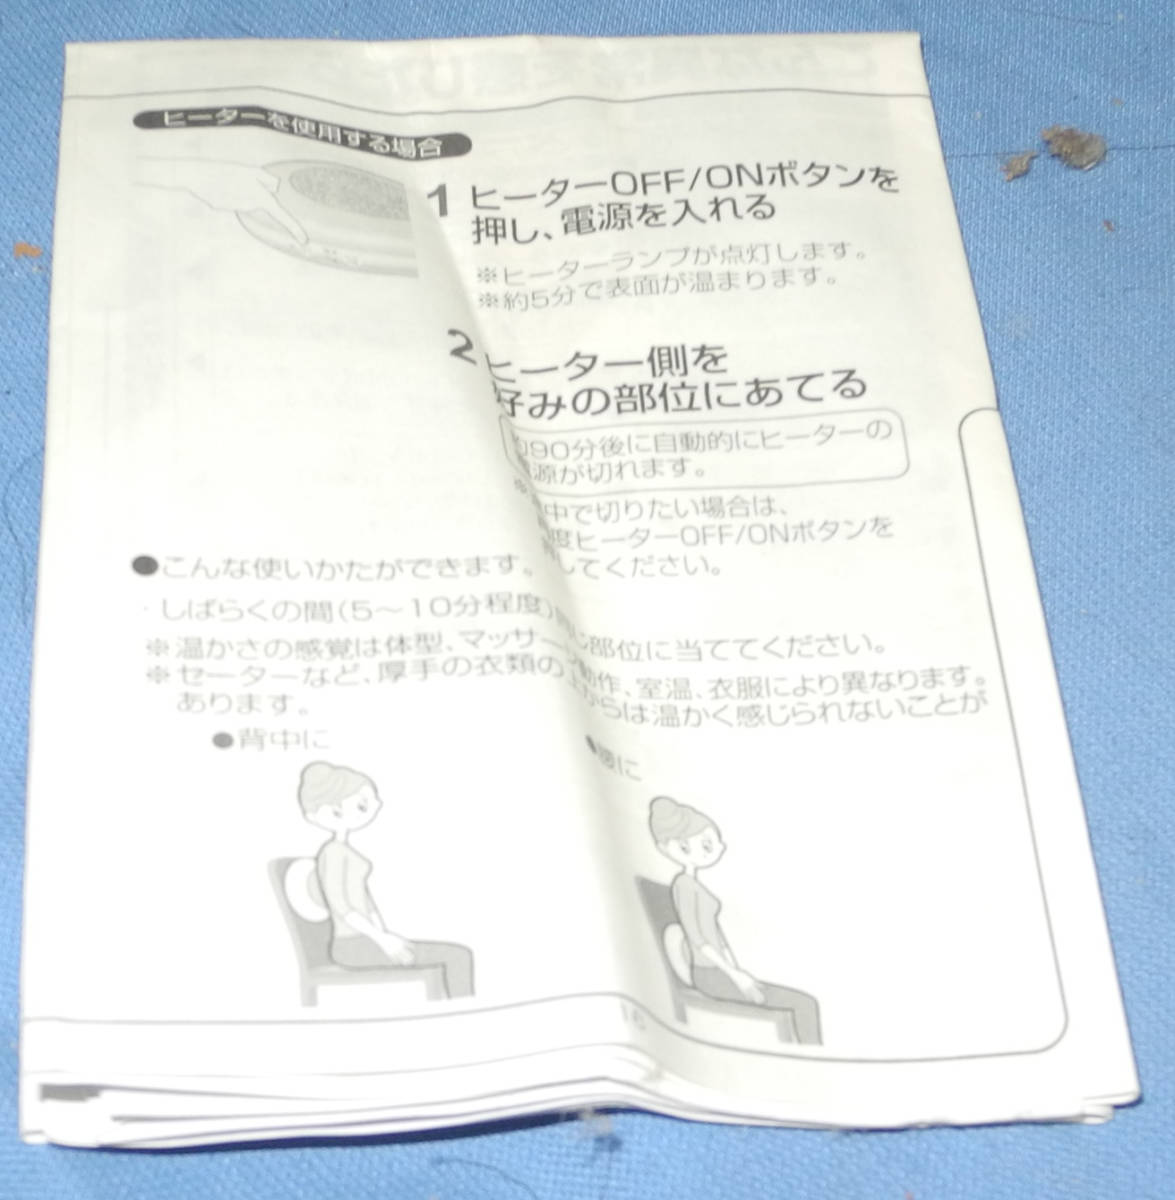 ヒーターを使用する場合
1 ヒーターOFF/ONボタンを
押し、電源を入れる
※ヒーターランプが点灯します。
※約5分で表面が温まります。
2 ヒーター側を
好みの部位にあてる
約90分後に自動的にヒーターの
電源が切れます。
※途中で切りたい場合は、
再度ヒーターOFF/ONボタンを
押してください。
●こんな使いかたができます。
・しばらくの間(5〜10分程度)同じ部位に当ててください。
※温かさの感覚は体型、マッサージ動作、室温、衣服により異なります。
※セーターなど、厚手の衣類の上からは温かく感じられないことが
あります。
●背中に
●腰に
16